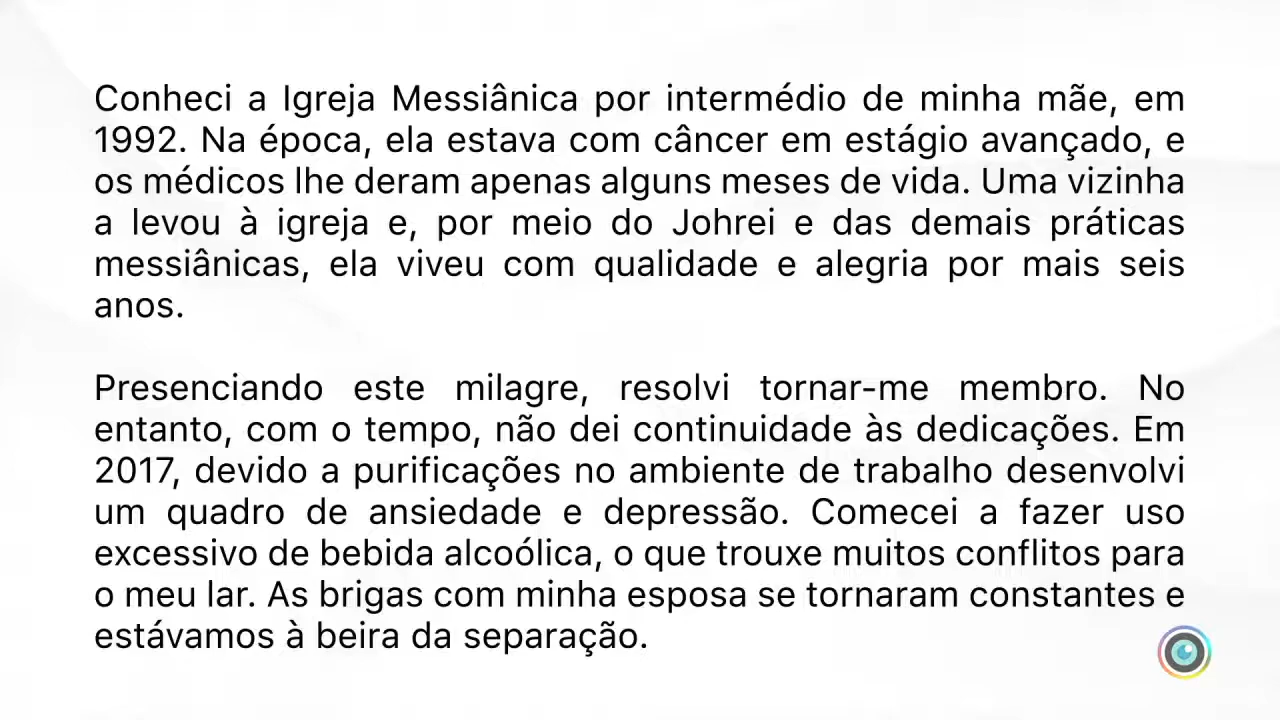 Conheci a Igreja Messiânica por intermédio de minha mãe, em
1992. Na época, ela estava com câncer em estágio avançado, e
os médicos lhe deram apenas alguns meses de vida. Uma vizinha
a levou à igreja e, por meio do Johrei e das demais práticas
messiânicas, ela viveu com qualidade e alegria por mais seis
anos.
Presenciando este milagre, resolvi tornar-me membro. No
entanto, com o tempo, não dei continuidade às dedicações. Em
2017, devido a purificações no ambiente de trabalho desenvolvi
um quadro de ansiedade e depressão. Comecei a fazer uso
excessivo de bebida alcoólica, o que trouxe muitos conflitos para
o meu lar. As brigas com minha esposa se tornaram constantes e
estávamos à beira da separação.